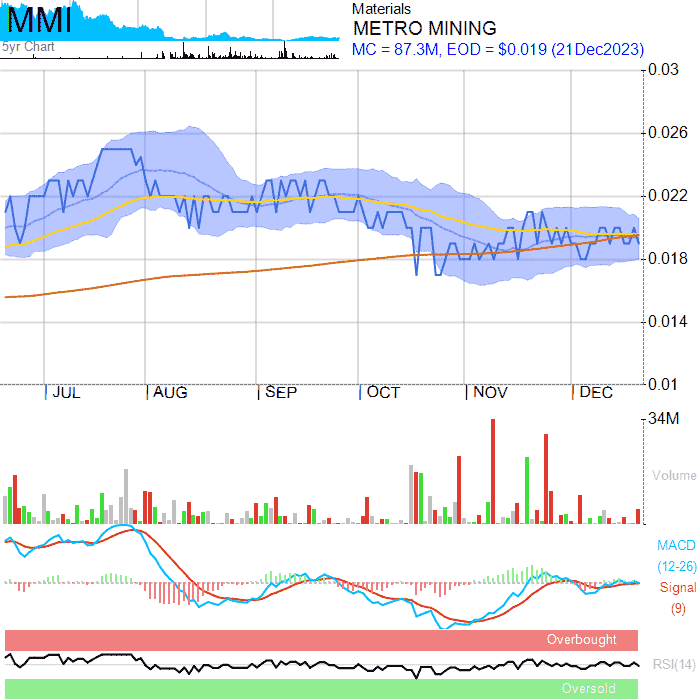 MMI
5yr Chart
Materials
METRO MINING
MC = 87.3M, EOD = $0.019 (21Dec2023)
0.03
0.026
0.022
0.018
0.014
0.01
JUL
AUG
SEP
OCT
NOV
DEC
34M
Volume
MACD
(12-26)
Signal
(9)
Overbought
RSI(14)
Oversold